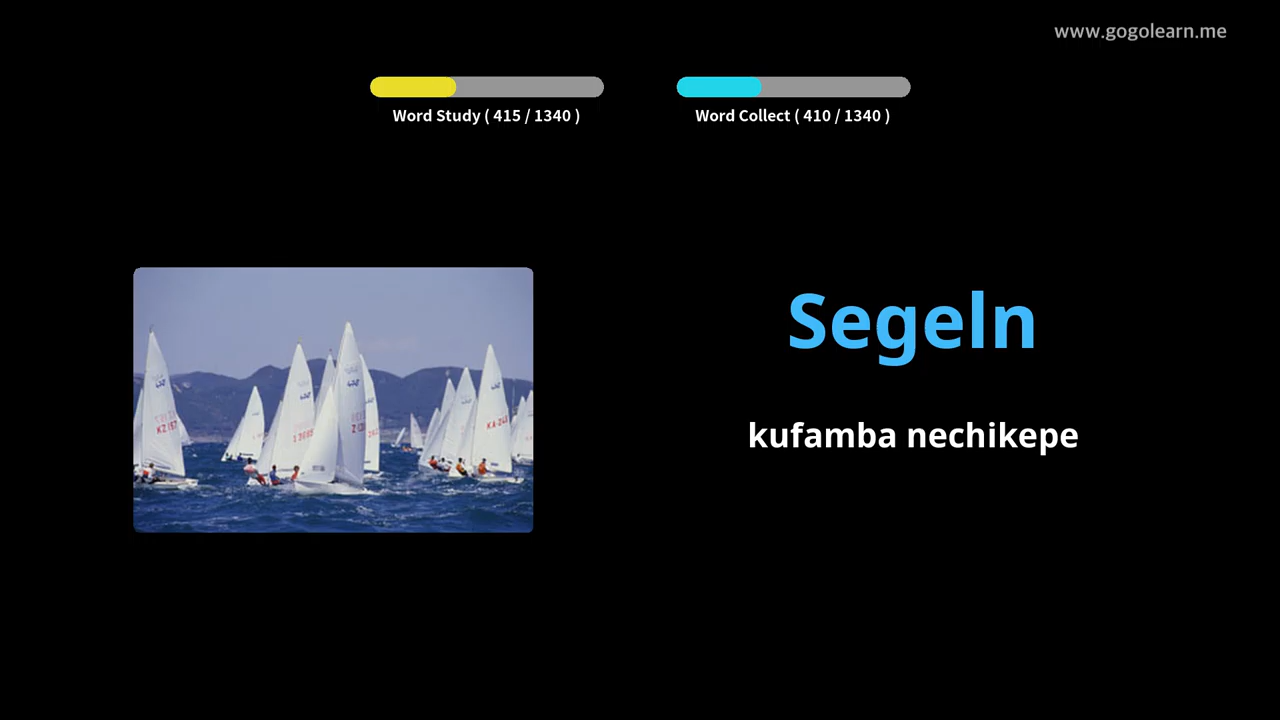 www.gogolearn.me
Word Study ( 415 / 1340 )
Word Collect ( 410 / 1340 )
Segeln
kufamba nechikepe